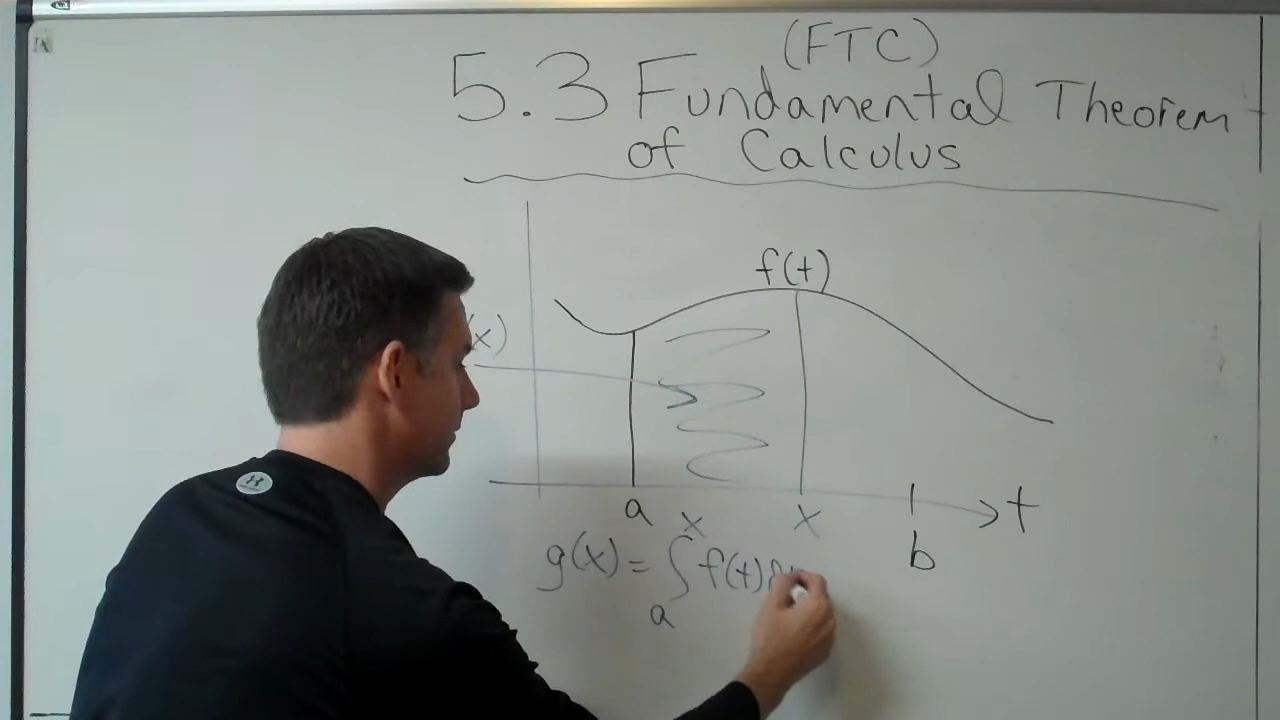 (FTC)
5.3 Fundamental Theorem
of Calculus
f(t)
(x)
a x t
b
x
g(x) = ∫ f(t)d
a